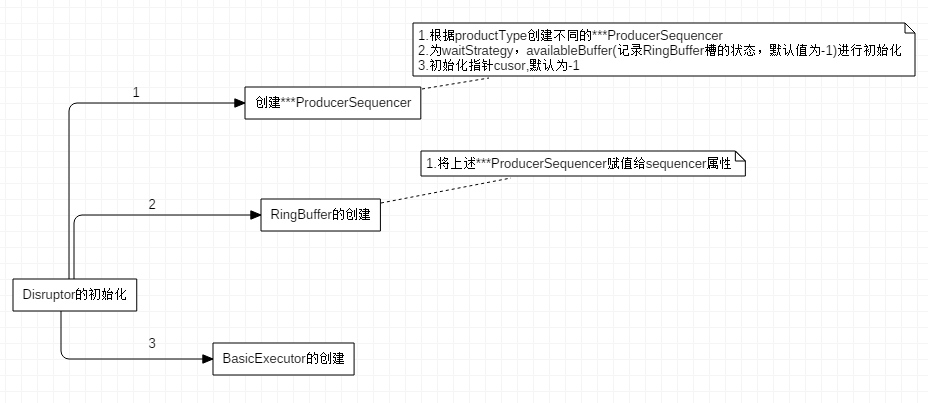 1.根据productType创建不同的***ProducerSequencer
2.为waitStrategy，availableBuffer(记录RingBuffer槽的状态，默认值为-1)进行初始化
3.初始化指针cusor,默认为-1
1
创建***ProducerSequencer
1.将上述***ProducerSequencer赋值给sequencer属性
2
RingBuffer的创建
Disruptor的初始化
3
BasicExecutor的创建